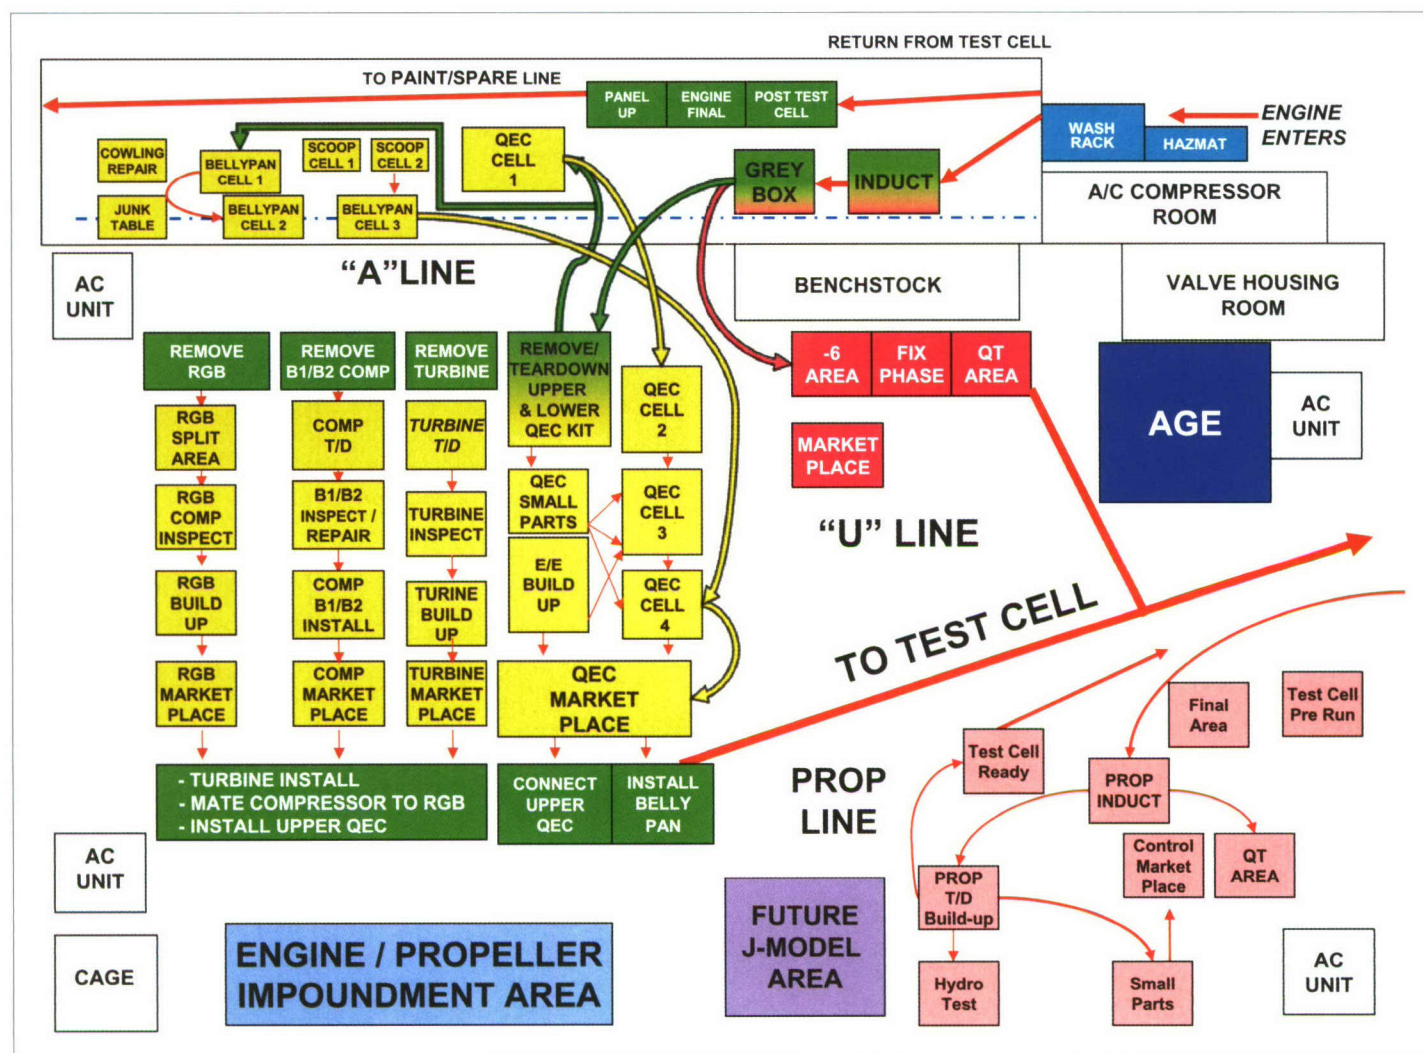 RETURN FROM TEST CELL
TO PAINT/SPARE LINE
PANEL
UP
ENGINE
FINAL
POST TEST
CELL
WASH
RACK
HAZMAT
ENGINE
ENTERS
COWLING
REPAIR
BELLYPAN
CELL 1
SCOOP
CELL 1
SCOOP
CELL 2
QEC
CELL
1
GREY
BOX
INDUCT
JUNK
TABLE
BELLYPAN
CELL 2
BELLYPAN
CELL 3
A/C COMPRESSOR
ROOM
AC
UNIT
“A”LINE
BENCHSTOCK
VALVE HOUSING
ROOM
REMOVE
RGB
REMOVE
B1/B2 COMP
REMOVE
TURBINE
REMOVE/
TEARDOWN
UPPER
& LOWER
QEC KIT
QEC
CELL
2
-6
AREA
FIX
PHASE
QT
AREA
AGE
AC
UNIT
RGB
SPLIT
AREA
COMP
T/D
TURBINE
T/D
MARKET
PLACE
RGB
COMP
INSPECT
B1/B2
INSPECT /
REPAIR
TURBINE
INSPECT
QEC
SMALL
PARTS
QEC
CELL
3
“U” LINE
E/E
BUILD
UP
RGB
BUILD
UP
COMP
B1/B2
INSTALL
TURINE
BUILD
UP
QEC
CELL
4
TO TEST CELL
RGB
MARKET
PLACE
COMP
MARKET
PLACE
TURBINE
MARKET
PLACE
QEC
MARKET
PLACE
Final
Area
Test Cell
Pre Run
Test Cell
Ready
- TURBINE INSTALL
- MATE COMPRESSOR TO RGB
- INSTALL UPPER QEC
CONNECT
UPPER
QEC
INSTALL
BELLY
PAN
PROP
LINE
PROP
INDUCT
Control
Market
Place
QT
AREA
AC
UNIT
PROP
T/D
Build-up
FUTURE
J-MODEL
AREA
CAGE
ENGINE / PROPELLER
IMPOUNDMENT AREA
Hydro
Test
Small
Parts
AC
UNIT